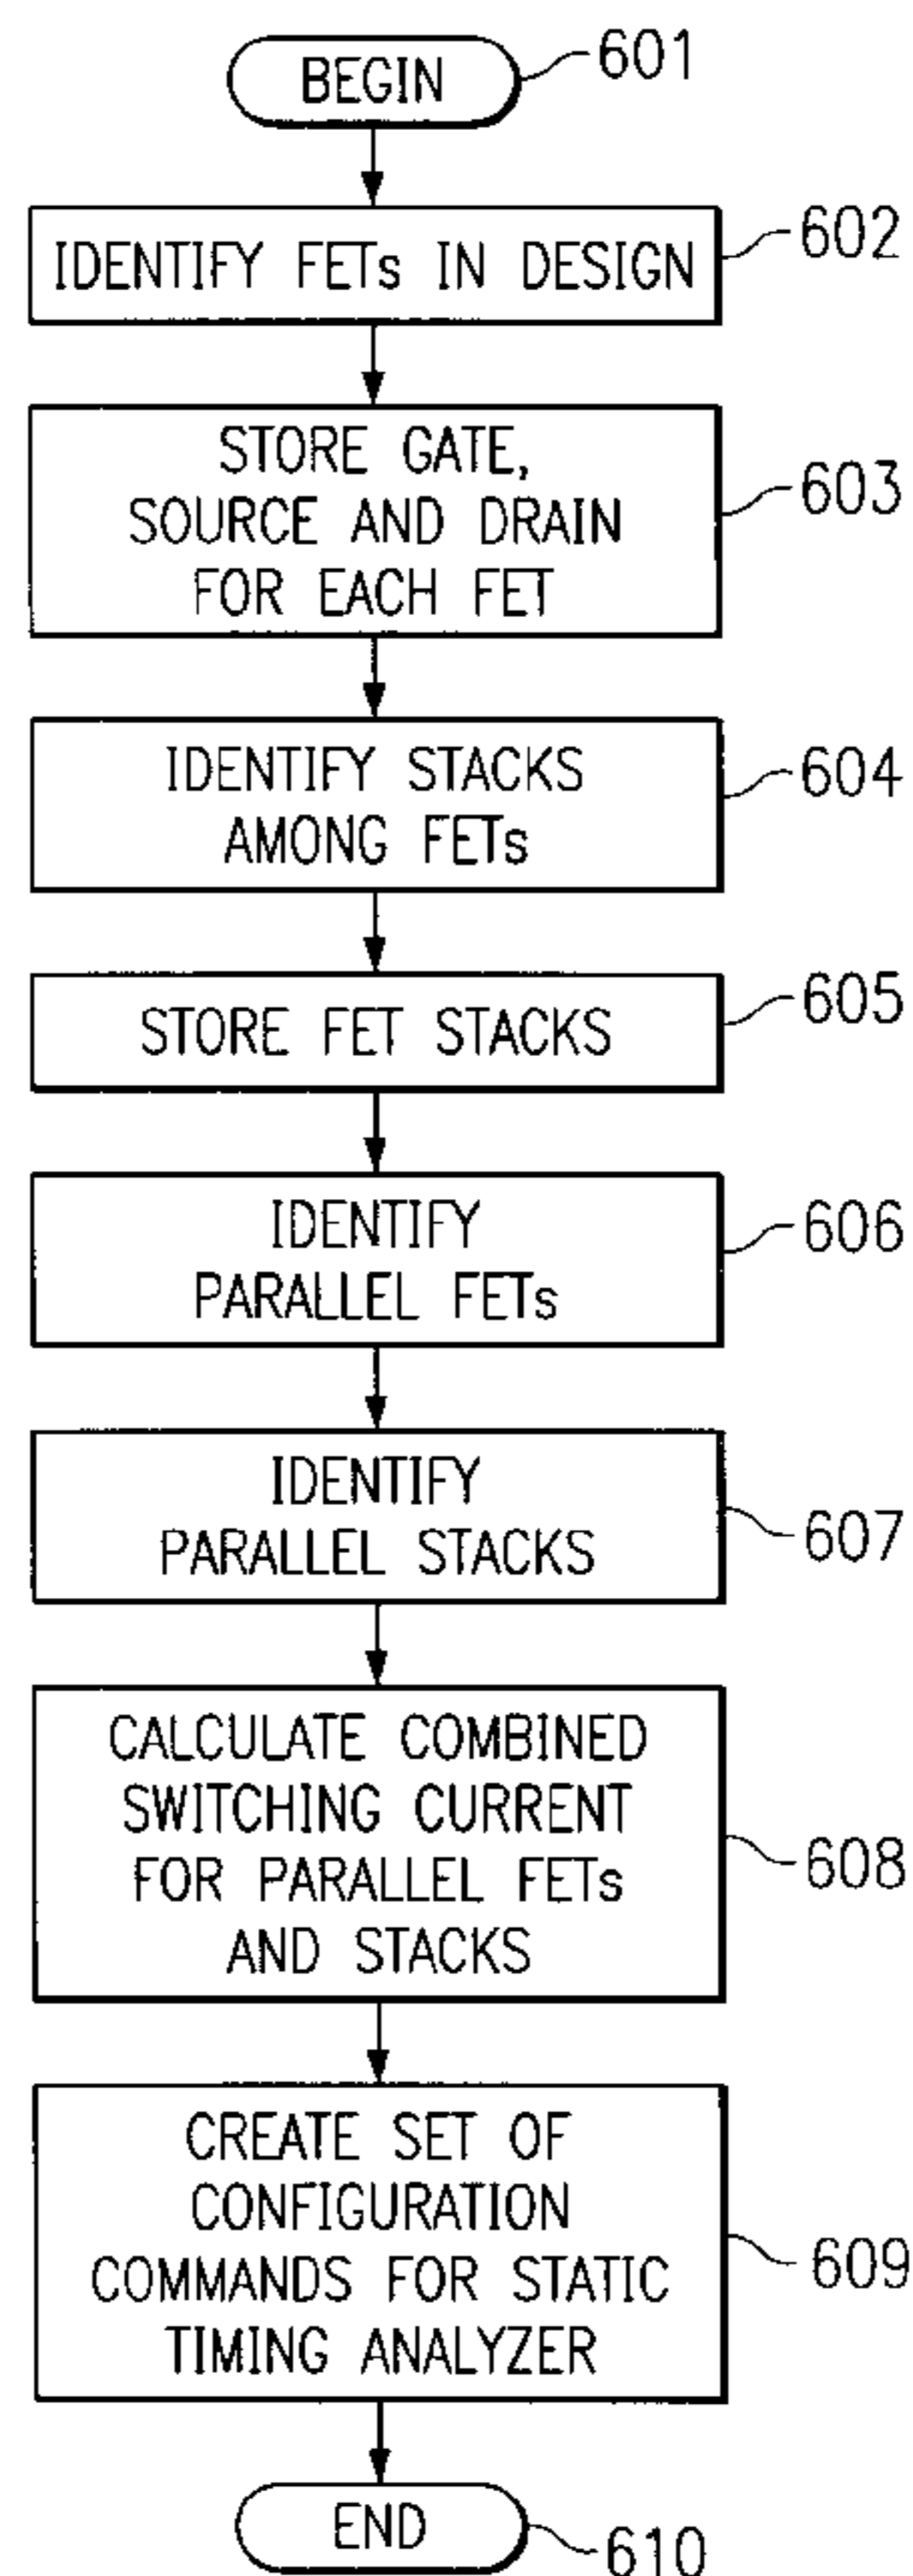 BEGIN
601
IDENTIFY FETs IN DESIGN
602
STORE GATE,
SOURCE AND DRAIN
FOR EACH FET
603
IDENTIFY STACKS
AMONG FETs
604
STORE FET STACKS
605
IDENTIFY
PARALLEL FETs
606
IDENTIFY
PARALLEL STACKS
607
CALCULATE COMBINED
SWITCHING CURRENT
FOR PARALLEL FETs
AND STACKS
608
CREATE SET OF
CONFIGURATION
COMMANDS FOR STATIC
TIMING ANALYZER
609
END
610